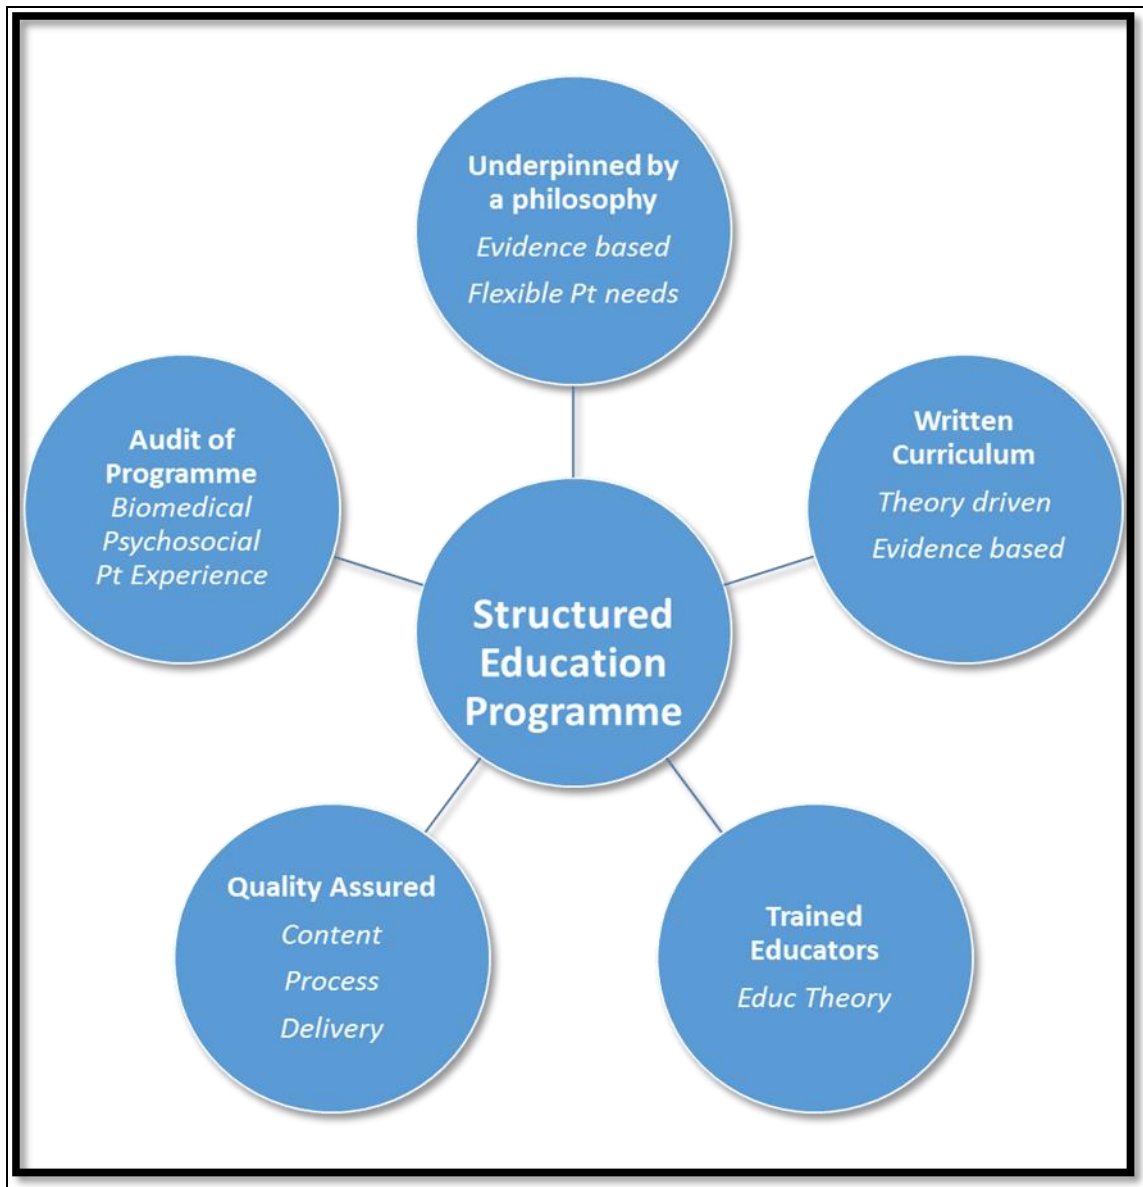 Underpinned by
a philosophy
Evidence based
Flexible Pt needs
Written
Curriculum
Theory driven
Evidence based
Audit of
Programme
Biomedical
Psychosocial
Pt Experience
Structured
Education
Programme
Quality Assured
Content
Process
Delivery
Trained
Educators
Educ Theory